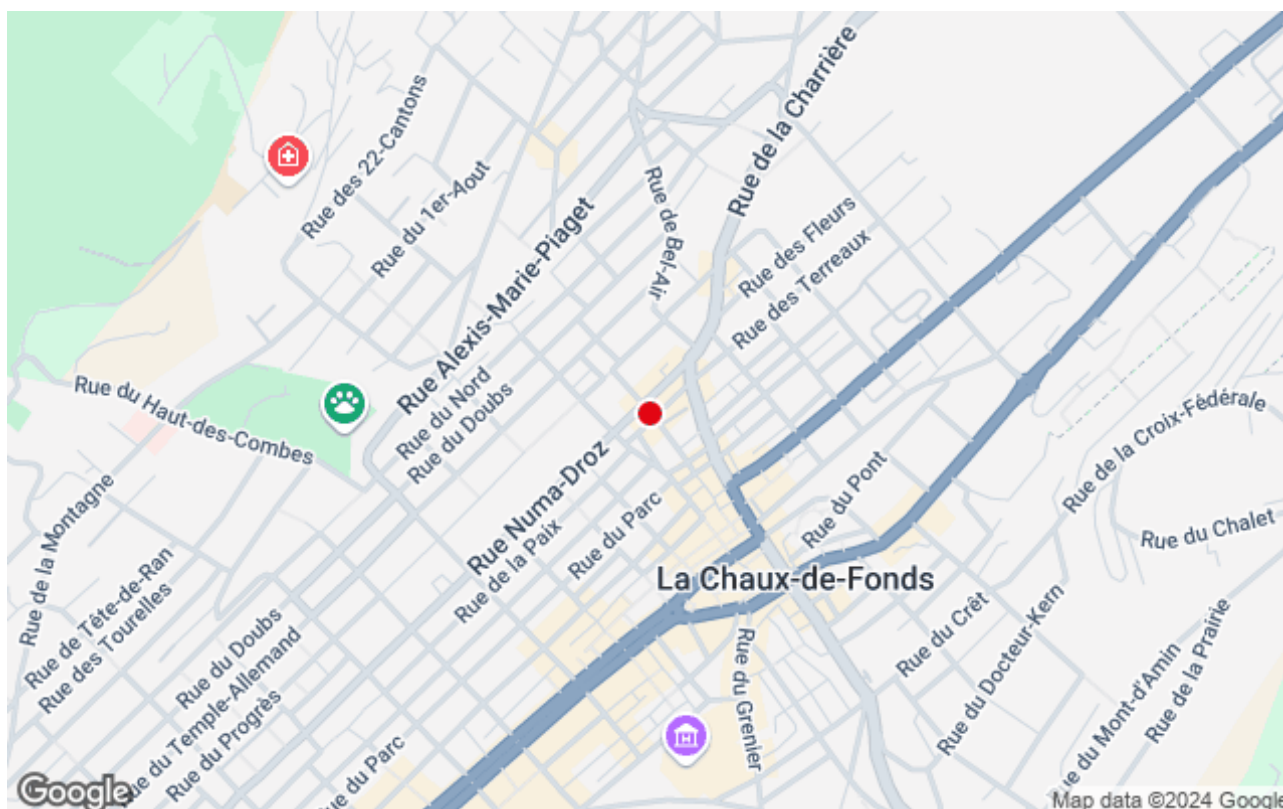 Rue de la Charrière
Rue des 22-Cantons
Rue du 1er-Aout
Rue de Bel-Air
Rue des Fleurs
Rue des Terreaux
Rue Alexis-Marie-Piaget
Rue du Nord
Rue du Doubs
Rue du Haut-des-Combes
Rue de la Croix-Fédérale
Rue du Chalet
Rue de la Montagne
Rue Numa-Droz
Rue de la Paix
Rue du Parc
Rue du Pont
La Chaux-de-Fonds
Rue de Tête-de-Ran
Rue des Tourelles
Rue du Doubs
Rue du Temple-Allemand
Rue du Progrès
Rue du Parc
Rue du Grenier
Rue du Crêt
Rue du Docteur-Kern
Rue du Mont-d'Amin
Rue de la Prairie
Google
Map data ©2024 Google